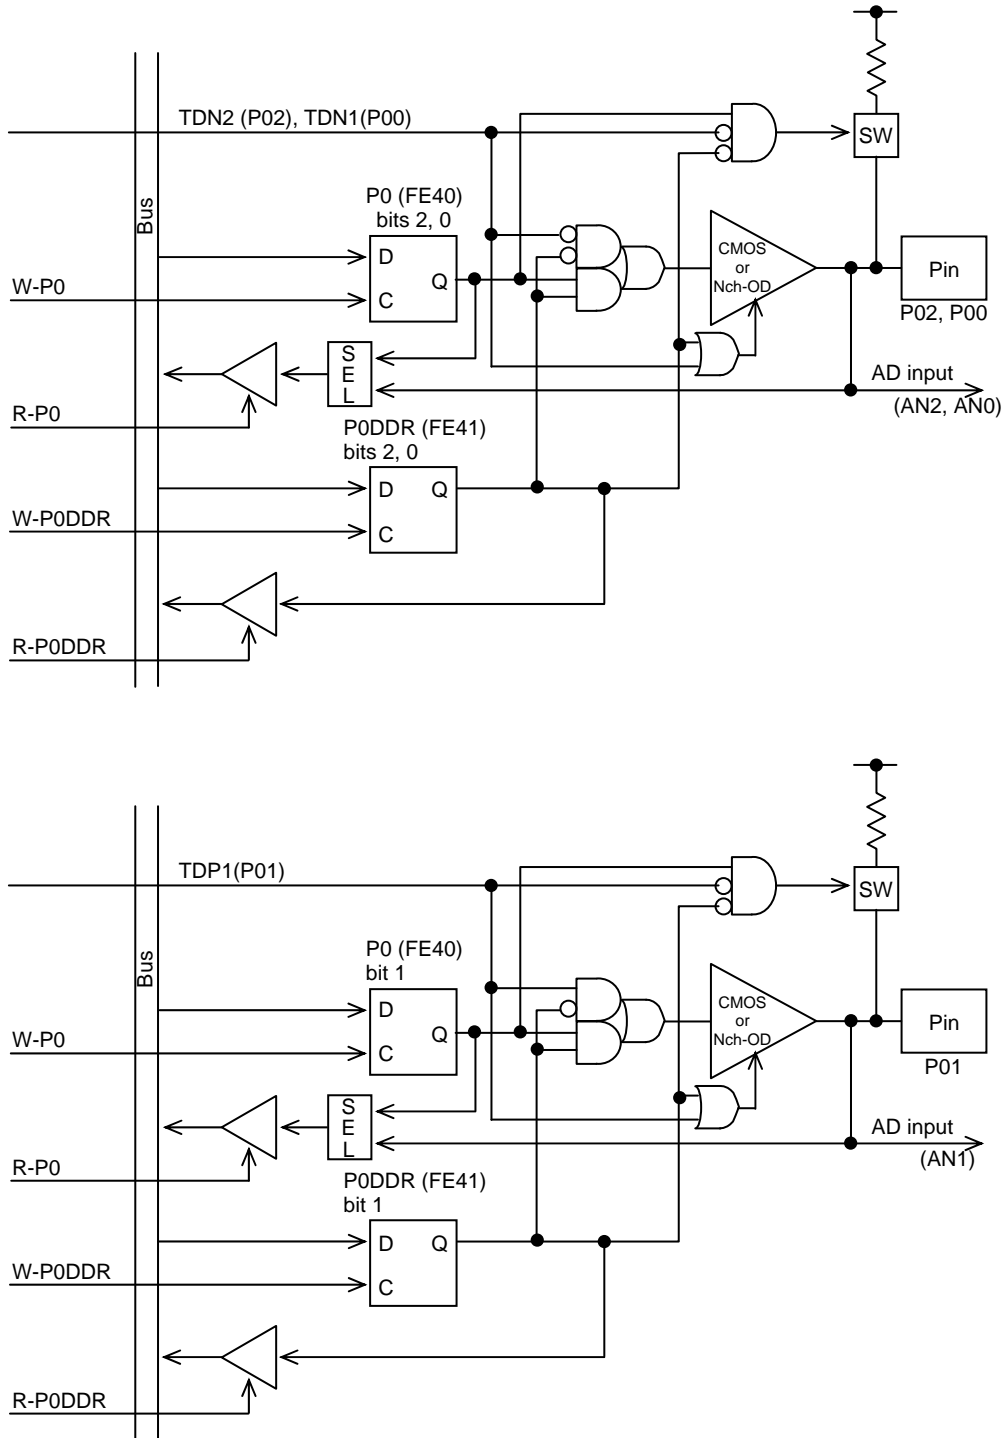 TDN2 (P02), TDN1(P00)
SW
Bus
P0 (FE40)
bits 2, 0
D
Q
C
W-P0
CMOS
or
Nch-OD
Pin
P02, P00
S
E
L
AD input
(AN2, AN0)
R-P0
P0DDR (FE41)
bits 2, 0
D
Q
C
W-P0DDR
R-P0DDR
TDP1(P01)
SW
Bus
P0 (FE40)
bit 1
D
Q
C
W-P0
CMOS
or
Nch-OD
Pin
P01
S
E
L
AD input
(AN1)
R-P0
P0DDR (FE41)
bit 1
D
Q
C
W-P0DDR
R-P0DDR